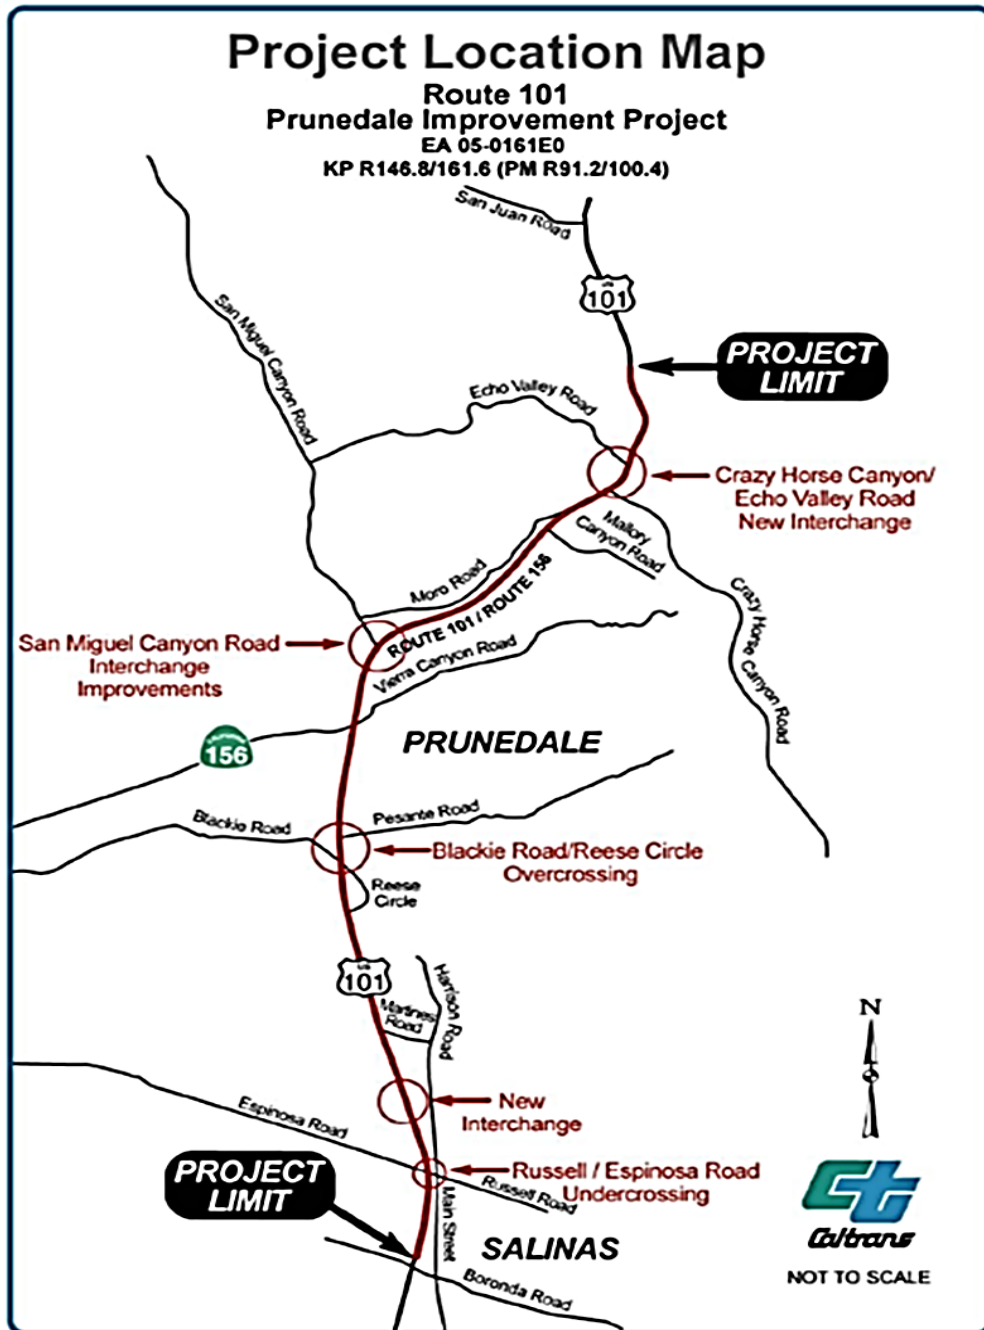 Project Location Map
Route 101
Prunedale Improvement Project
EA 05-0161E0
KP R146.8/161.6 (PM R91.2/100.4)
San Juan Road
US
101
San Miguel Canyon Road
PROJECT
LIMIT
Echo Valley Road
Crazy Horse Canyon/
Echo Valley Road
New Interchange
Mallory
Canyon Road
Moro Road
ROUTE 101 / ROUTE 156
Crazy Horse Canyon Road
San Miguel Canyon Road
Interchange
Improvements
Vierra Canyon Road
CALIFORNIA
156
PRUNEDALE
Blackie Road
Pesante Road
Blackie Road/Reese Circle
Overcrossing
Reese
Circle
US
101
Harrison Road
Martines
Road
N
New
Interchange
Espinosa Road
Russell / Espinosa Road
Undercrossing
PROJECT
LIMIT
Russell Road
Main Street
SALINAS
Boronda Road
Ct
Caltrans
NOT TO SCALE